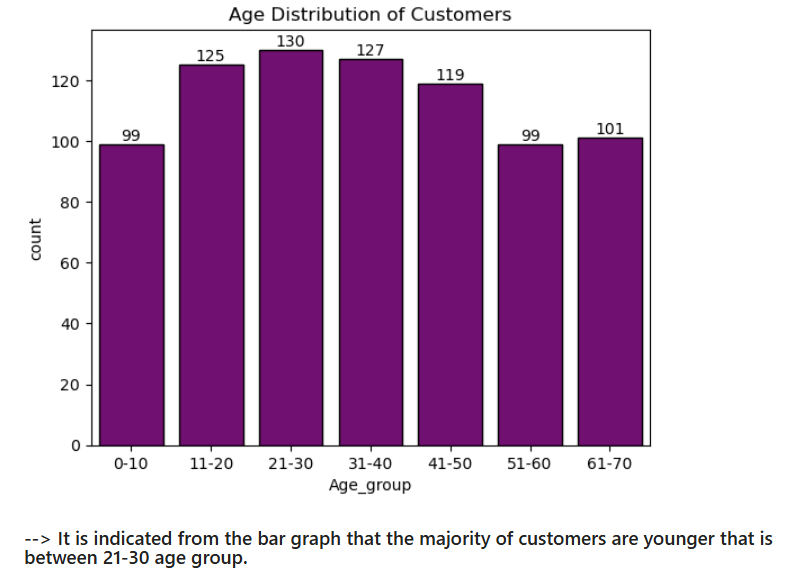 Age Distribution of Customers
130
127
125
119
99
99
101
120
100
80
60
40
20
0
count
0-10 11-20 21-30 31-40 41-50 51-60 61-70
Age_group
--> It is indicated from the bar graph that the majority of customers are younger that is
between 21-30 age group.